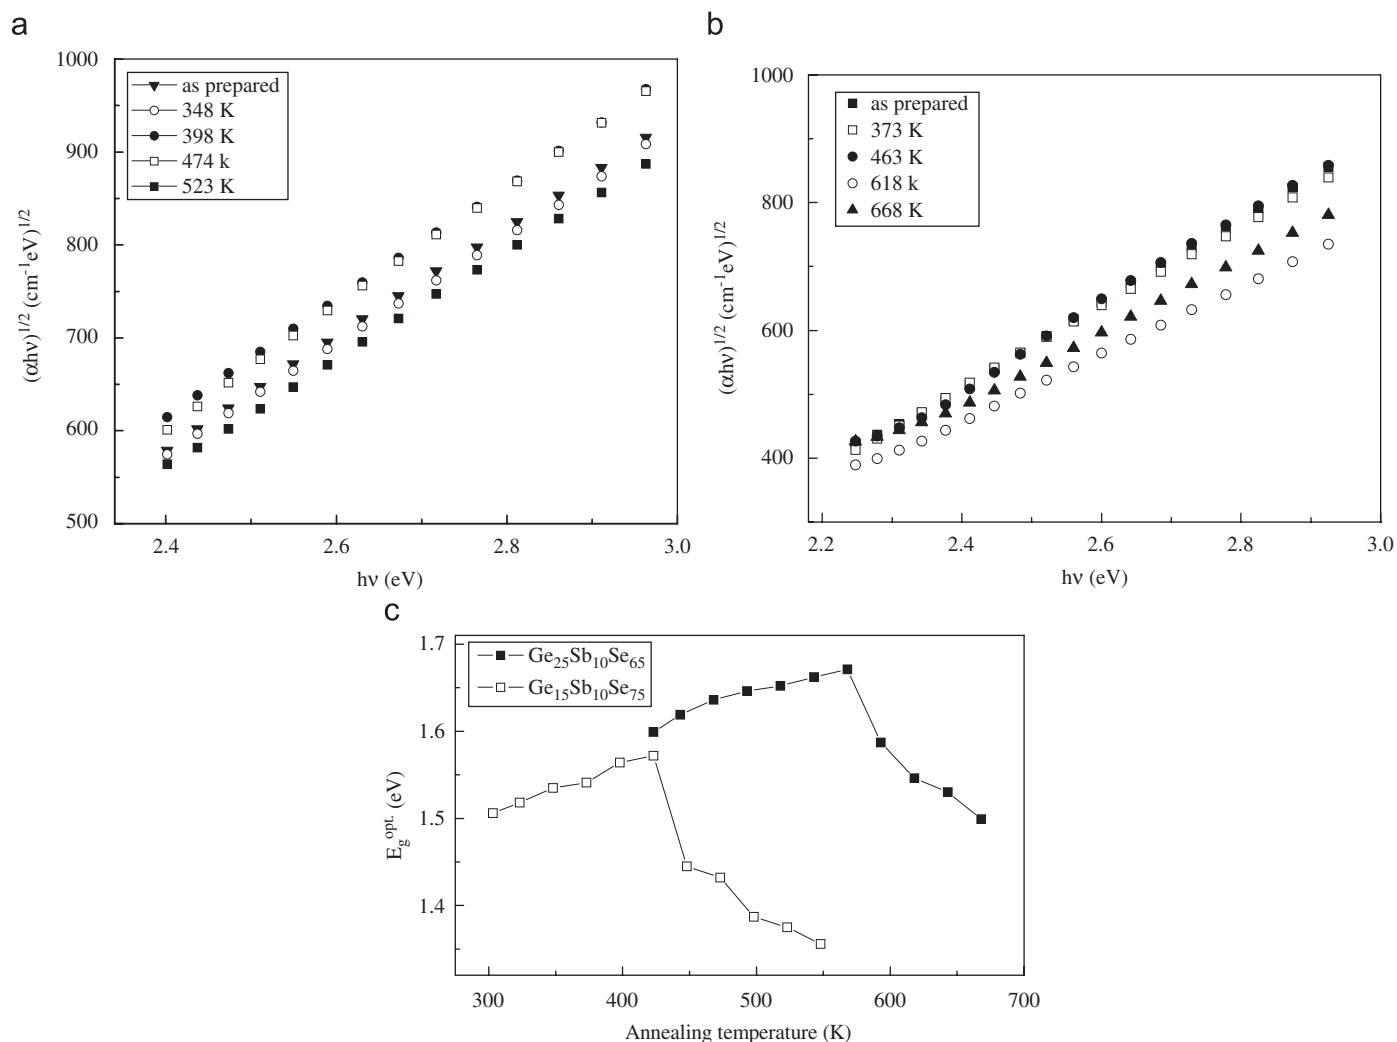 a
1000
900
800
700
600
500
(αhν)1/2 (cm-1eV)1/2
as prepared
348 K
398 K
474 k
523 K
2.4 2.6 2.8 3.0
hν (eV)
b
1000
800
600
400
(αhν)1/2 (cm-1eV)1/2
as prepared
373 K
463 K
618 k
668 K
2.2 2.4 2.6 2.8 3.0
hν (eV)
c
1.7
1.6
1.5
1.4
Eg opt. (eV)
Ge25Sb10Se65
Ge15Sb10Se75
300 400 500 600 700
Annealing temperature (K)